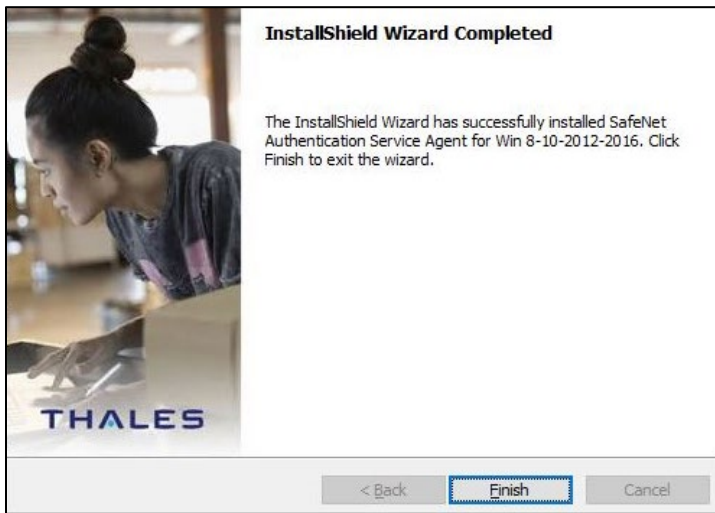 InstallShield Wizard Completed
The InstallShield Wizard has successfully installed SafeNet
Authentication Service Agent for Win 8-10-2012-2016. Click
Finish to exit the wizard.
THALES
< Back Finish Cancel